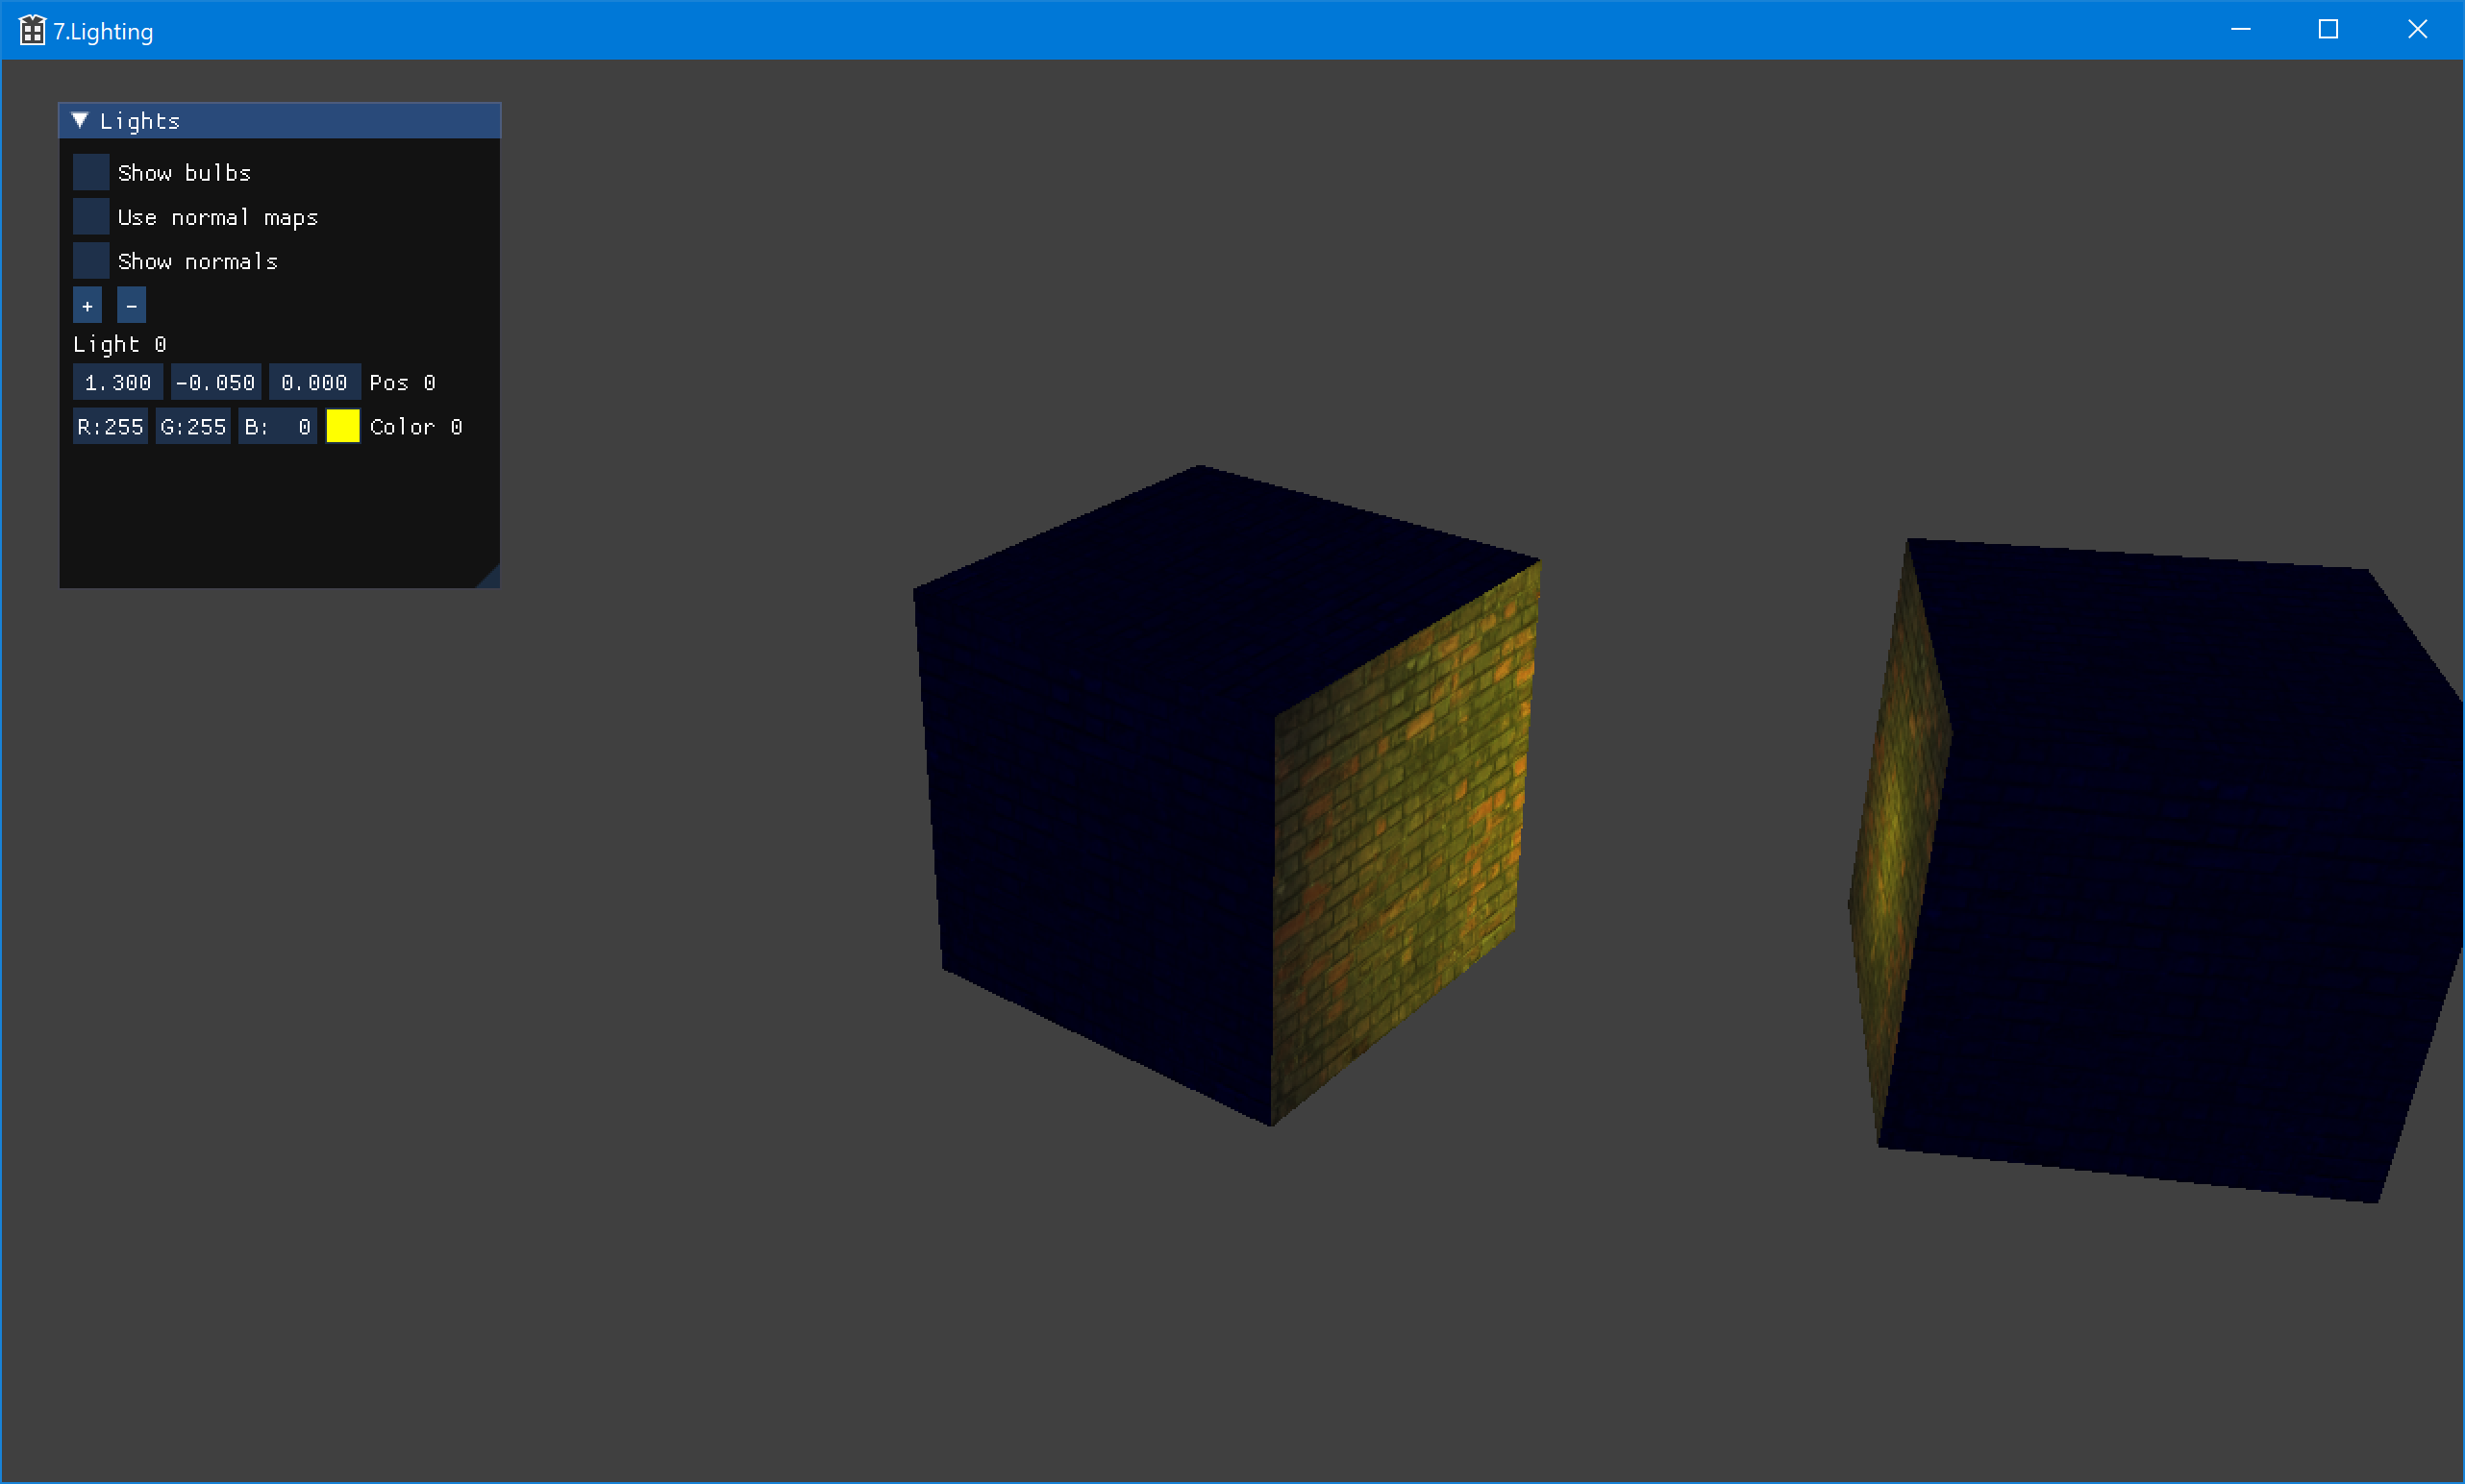 7.Lighting
Lights
Show bulbs
Use normal maps
Show normals
+ -
Light 0
1.300 -0.050 0.000 Pos 0
R:255 G:255 B: 0 Color 0